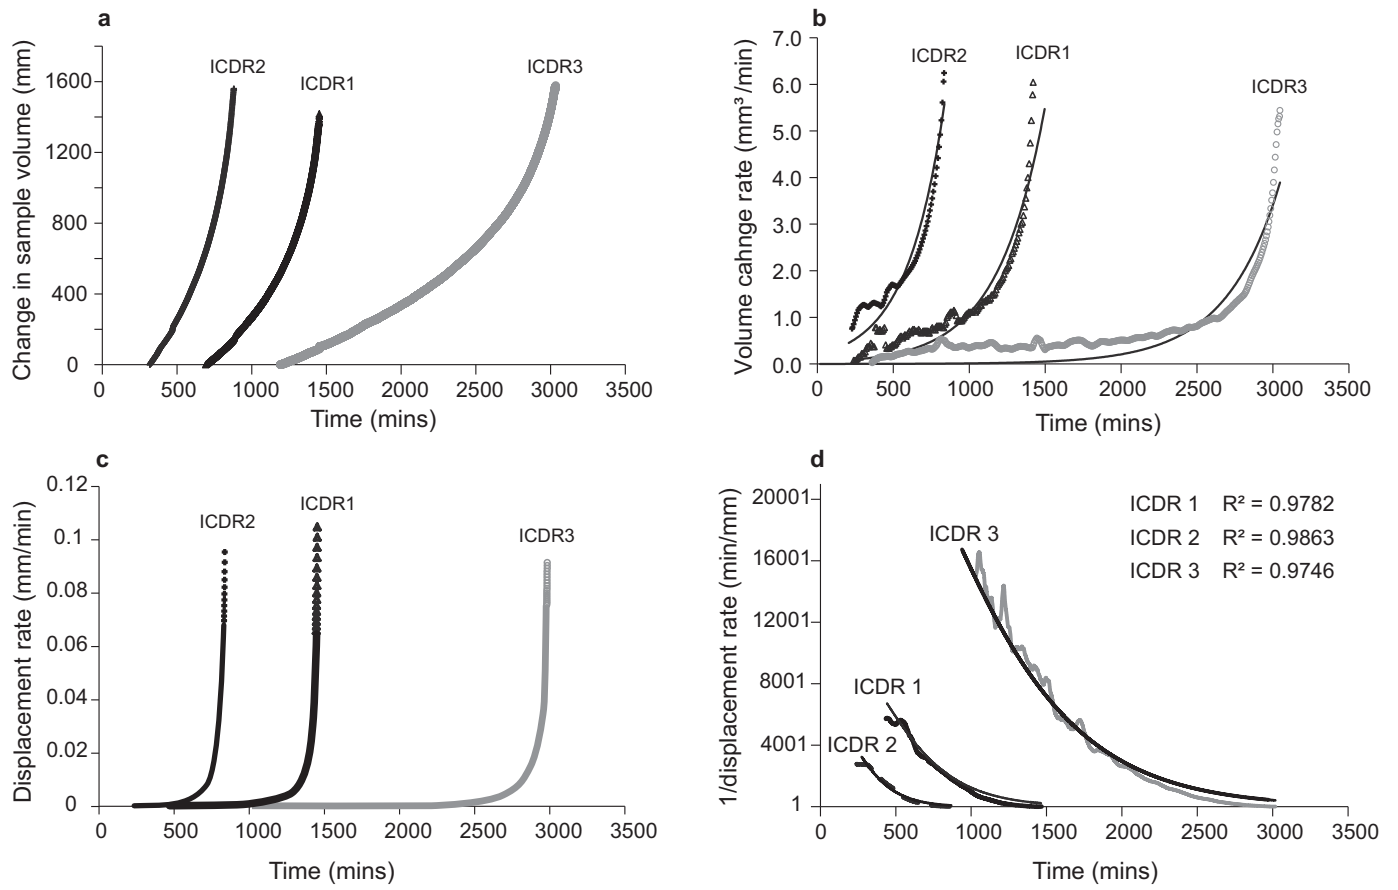 a
Change in sample volume (mm)
1600
1200
800
400
0
ICDR2
ICDR1
ICDR3
0 500 1000 1500 2000 2500 3000 3500
Time (mins)
b
Volume cahnge rate (mm³ /min)
7.0
6.0
5.0
4.0
3.0
2.0
1.0
0.0
ICDR2
ICDR1
ICDR3
0 500 1000 1500 2000 2500 3000 3500
Time (mins)
c
Displacement rate (mm/min)
0.12
0.1
0.08
0.06
0.04
0.02
0
ICDR2
ICDR1
ICDR3
0 500 1000 1500 2000 2500 3000 3500
Time (mins)
d
1/displacement rate (min/mm)
20001
16001
12001
8001
4001
1
ICDR 3
ICDR 1
ICDR 2
ICDR 1 R² = 0.9782
ICDR 2 R² = 0.9863
ICDR 3 R² = 0.9746
0 500 1000 1500 2000 2500 3000 3500
Time (mins)